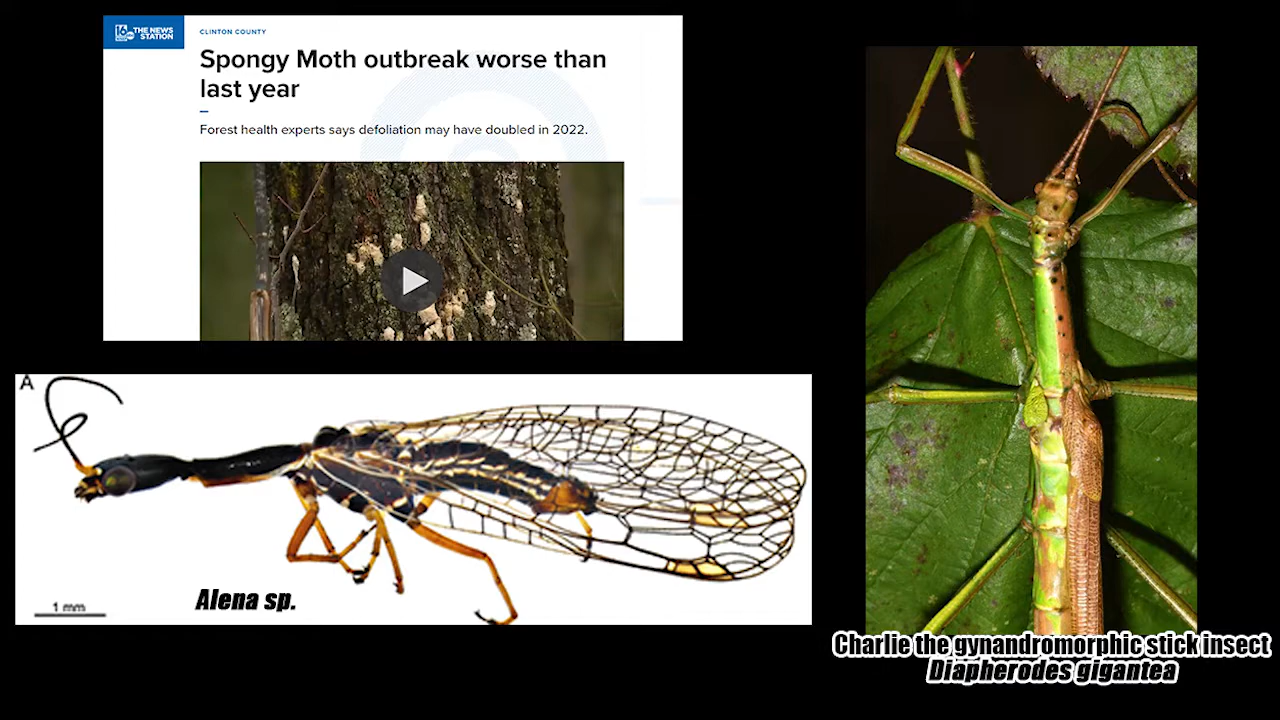 16 abc THE NEWS
STATION
CLINTON COUNTY
Spongy Moth outbreak worse than
last year
Forest health experts says defoliation may have doubled in 2022.
A
Alena sp.
1 mm
Charlie the gynandromorphic stick insect
Diapherodes gigantea